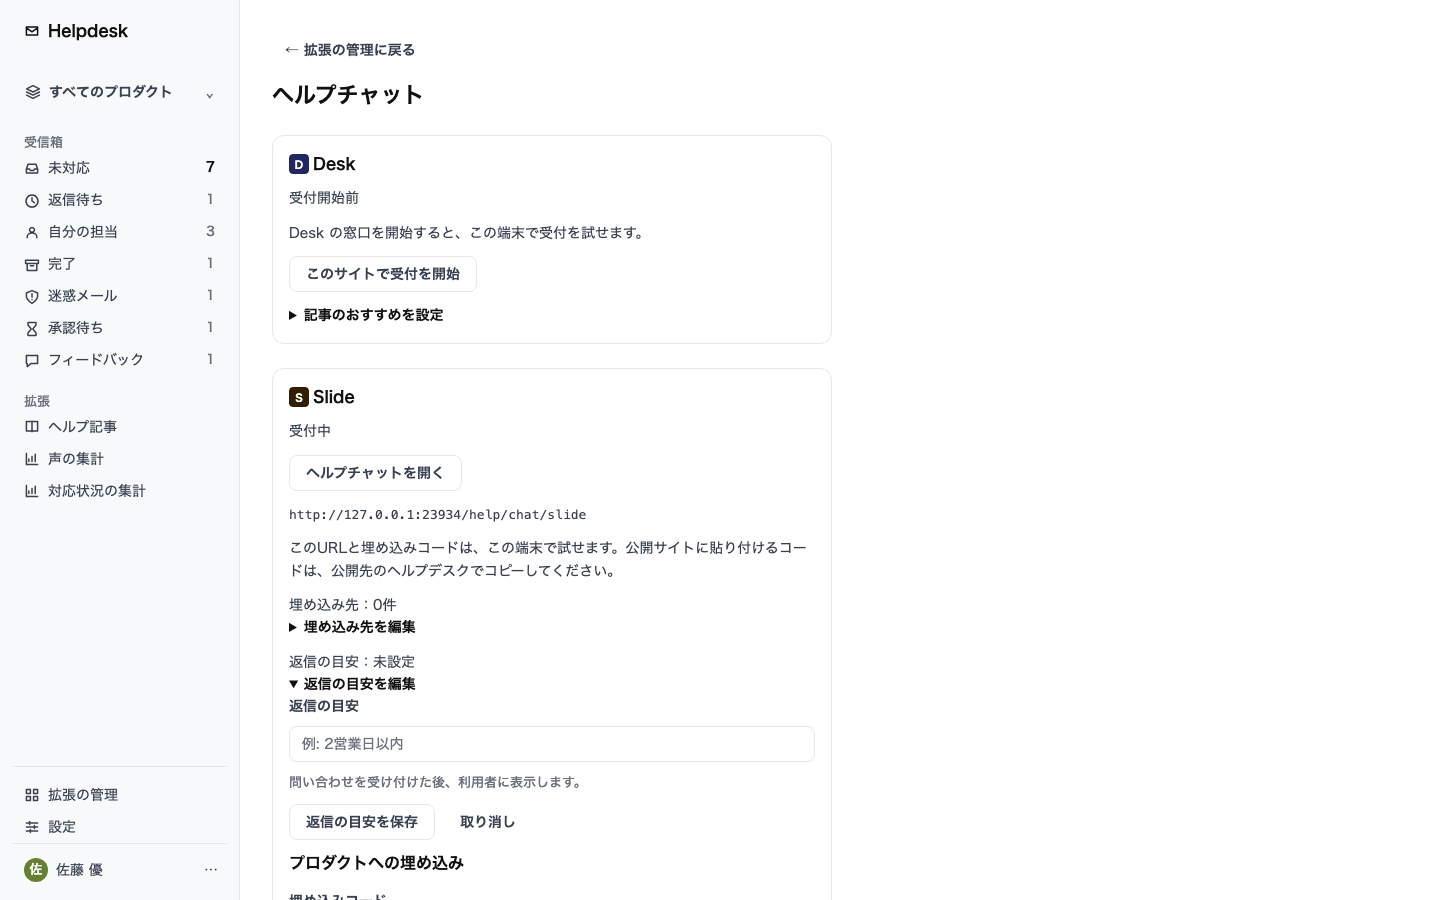 Helpdesk
すべてのプロダクト
受信箱
未対応 7
返信待ち 1
自分の担当 3
完了 1
迷惑メール 1
承認待ち 1
フィードバック 1
拡張
ヘルプ記事
声の集計
対応状況の集計
拡張の管理
設定
佐 佐藤 優 …
← 拡張の管理に戻る
ヘルプチャット
D Desk
受付開始前
Desk の窓口を開始すると、この端末で受付を試せます。
このサイトで受付を開始
▶ 記事のおすすめを設定
S Slide
受付中
ヘルプチャットを開く
http://127.0.0.1:23934/help/chat/slide
このURLと埋め込みコードは、この端末で試せます。公開サイトに貼り付けるコー
ドは、公開先のヘルプデスクでコピーしてください。
埋め込み先：0件
▶ 埋め込み先を編集
返信の目安：未設定
▼ 返信の目安を編集
返信の目安
例: 2営業日以内
問い合わせを受け付けた後、利用者に表示します。
返信の目安を保存 取り消し
プロダクトへの埋め込み
埋め込みコード